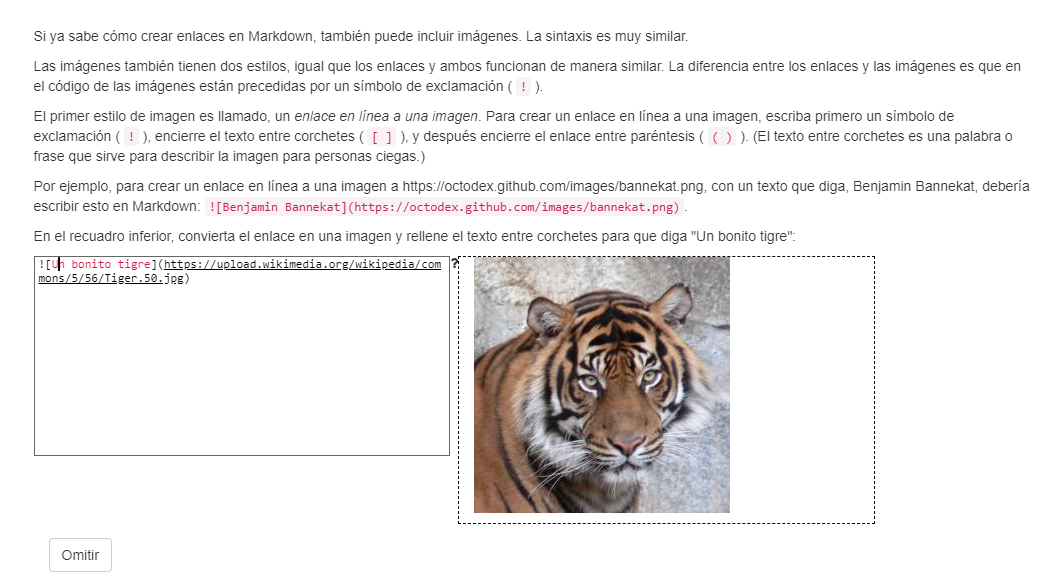 Si ya sabe cómo crear enlaces en Markdown, también puede incluir imágenes. La sintaxis es muy similar.
Las imágenes también tienen dos estilos, igual que los enlaces y ambos funcionan de manera similar. La diferencia entre los enlaces y las imágenes es que en
el código de las imágenes están precedidas por un símbolo de exclamación ( ! ).
El primer estilo de imagen es llamado, un enlace en línea a una imagen. Para crear un enlace en línea a una imagen, escriba primero un símbolo de
exclamación ( ! ), encierre el texto entre corchetes ( [ ] ), y después encierre el enlace entre paréntesis ( ( ) ). (El texto entre corchetes es una palabra o
frase que sirve para describir la imagen para personas ciegas.)
Por ejemplo, para crear un enlace en línea a una imagen a https://octodex.github.com/images/bannekat.png, con un texto que diga, Benjamin Bannekat, debería
escribir esto en Markdown: ![Benjamin Bannekat](https://octodex.github.com/images/bannekat.png) .
En el recuadro inferior, convierta el enlace en una imagen y rellene el texto entre corchetes para que diga "Un bonito tigre":
![Un bonito tigre](https://upload.wikimedia.org/wikipedia/com
mons/5/56/Tiger.50.jpg)
?
Omitir